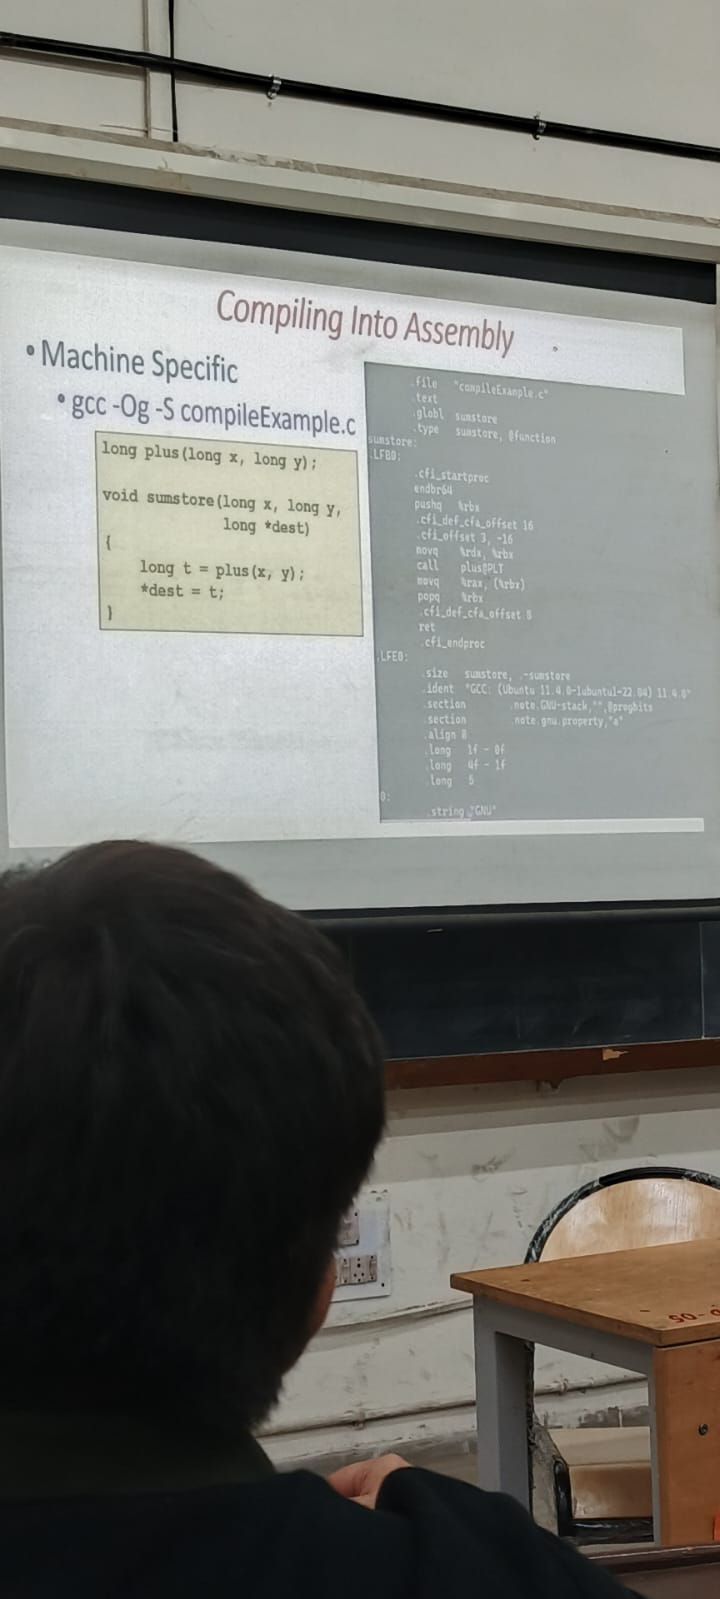 Compiling Into Assembly
• Machine Specific
• gcc -Og -S compileExample.c
long plus(long x, long y);
void sumstore(long x, long y,
long *dest)
{
long t = plus(x, y);
*dest = t;
}
.file "compileExample.c"
.text
.globl sumstore
.type sumstore, @function
sumstore:
.LFB0:
.cfi_startproc
endbr64
pushq %rbx
.cfi_def_cfa_offset 16
.cfi_offset 3, -16
movq %rdx, %rbx
call plus@PLT
movq %rax, (%rbx)
popq %rbx
.cfi_def_cfa_offset 8
ret
.cfi_endproc
.LFE0:
.size sumstore, .-sumstore
.ident "GCC: (Ubuntu 11.4.0-1ubuntu1~22.04) 11.4.0"
.section .note.GNU-stack,"",@progbits
.section .note.gnu.property,"a"
.align 8
.long 1f - 0f
.long 4f - 1f
.long 5
0:
.string "GNU"